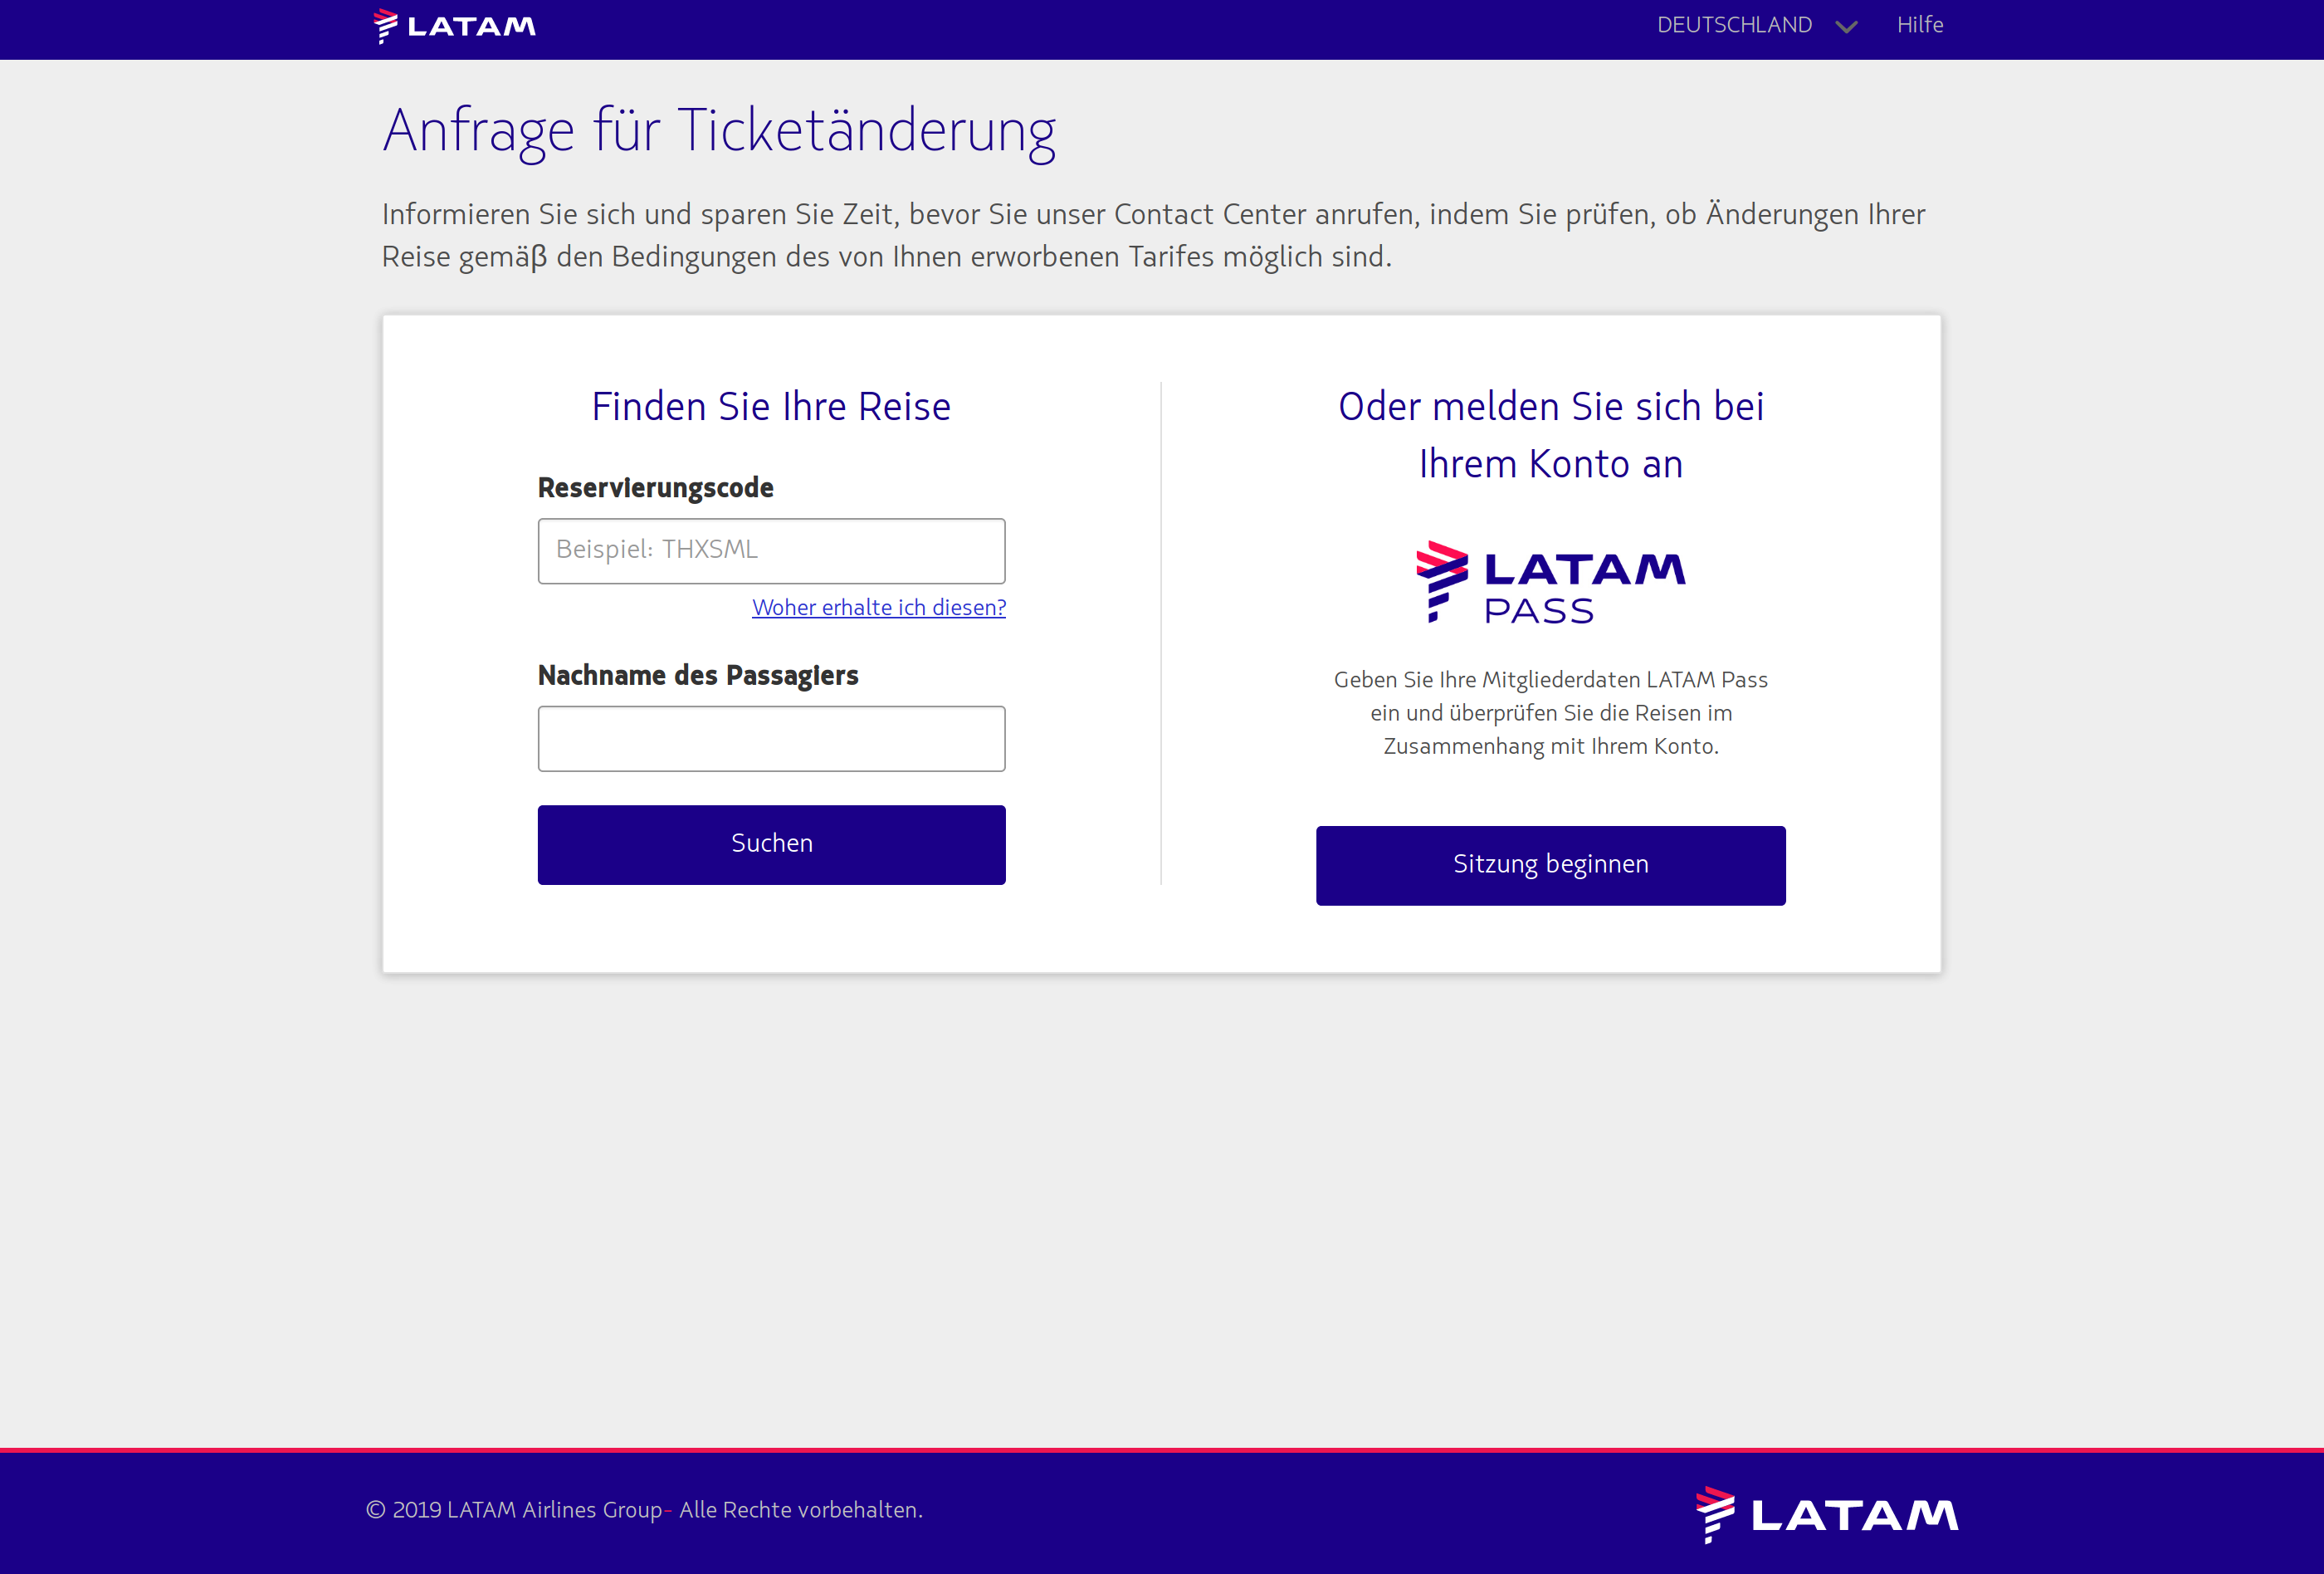 LATAM
DEUTSCHLAND
Hilfe
Anfrage für Ticketänderung
Informieren Sie sich und sparen Sie Zeit, bevor Sie unser Contact Center anrufen, indem Sie prüfen, ob Änderungen Ihrer
Reise gemäß den Bedingungen des von Ihnen erworbenen Tarifes möglich sind.
Finden Sie Ihre Reise
Reservierungscode
Beispiel: THXSML
Woher erhalte ich diesen?
Nachname des Passagiers
Suchen
Oder melden Sie sich bei
Ihrem Konto an
LATAM
PASS
Geben Sie Ihre Mitgliederdaten LATAM Pass
ein und überprüfen Sie die Reisen im
Zusammenhang mit Ihrem Konto.
Sitzung beginnen
© 2019 LATAM Airlines Group- Alle Rechte vorbehalten.
LATAM